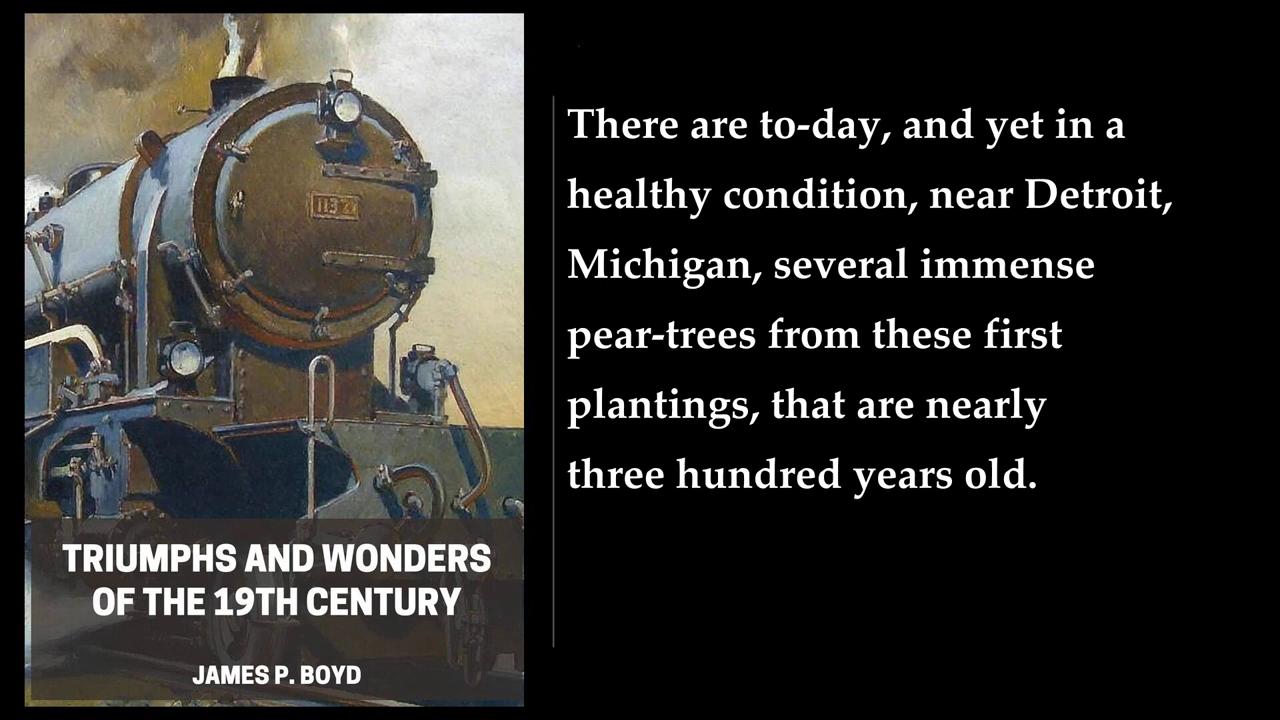 There are to-day, and yet in a
healthy condition, near Detroit,
Michigan, several immense
pear-trees from these first
plantings, that are nearly
three hundred years old.
TRIUMPHS AND WONDERS
OF THE 19TH CENTURY
JAMES P. BOYD